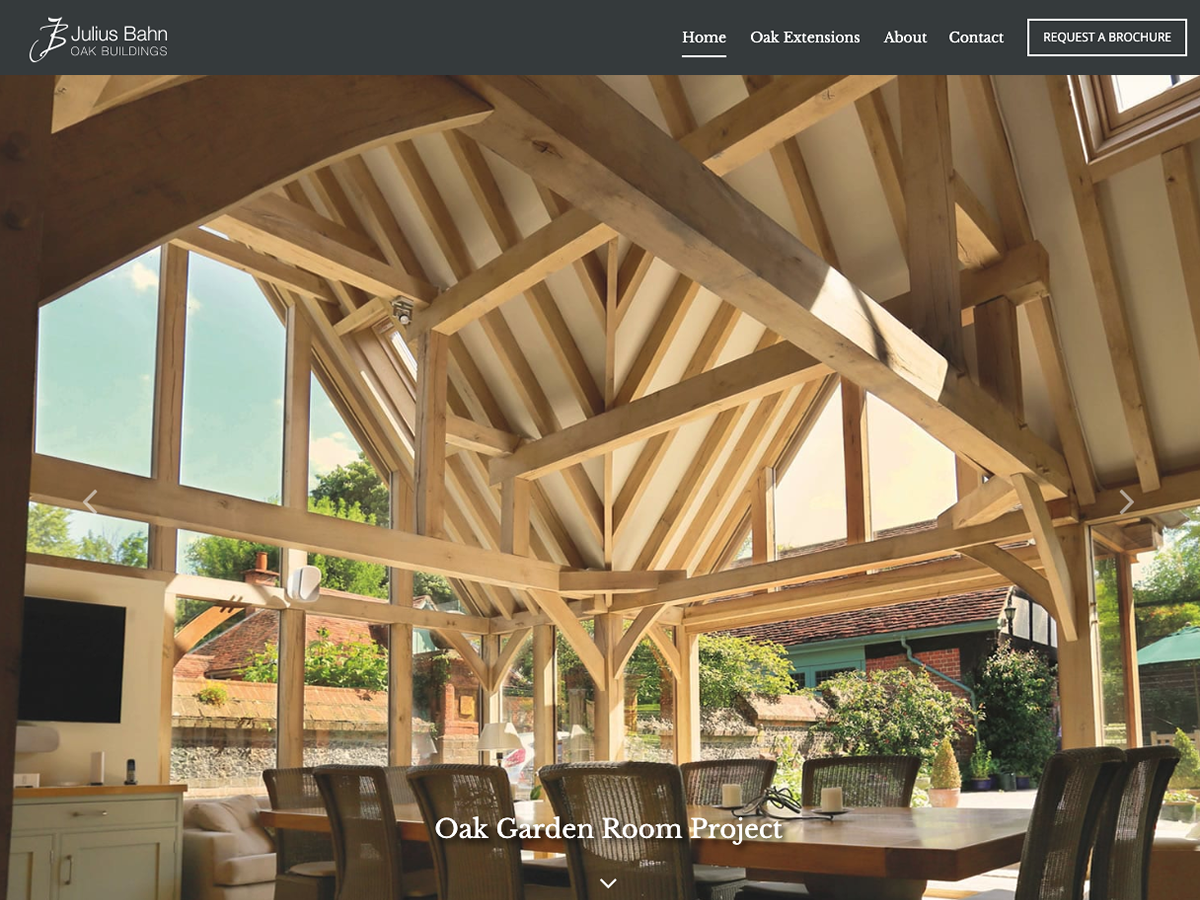 Julius Bahn
OAK BUILDINGS
Home
Oak Extensions
About
Contact
REQUEST A BROCHURE
Oak Garden Room Project